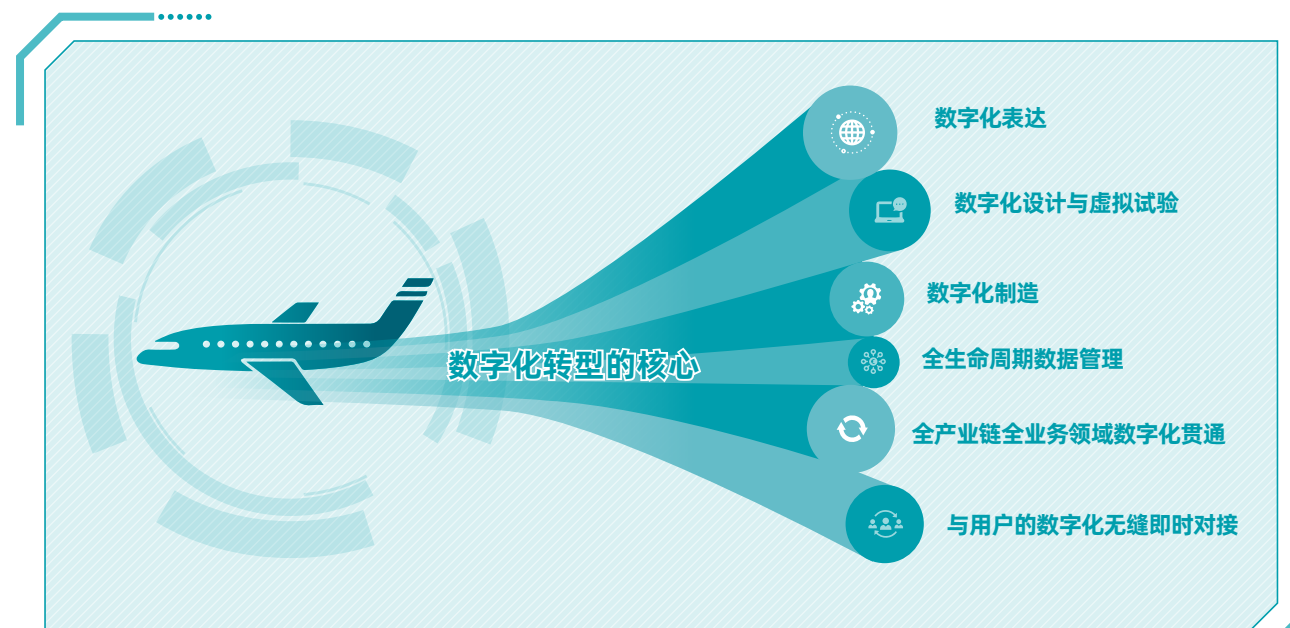 数字化表达
数字化设计与虚拟试验
数字化制造
数字化转型的核心
全生命周期数据管理
全产业链全业务领域数字化贯通
与用户的数字化无缝即时对接